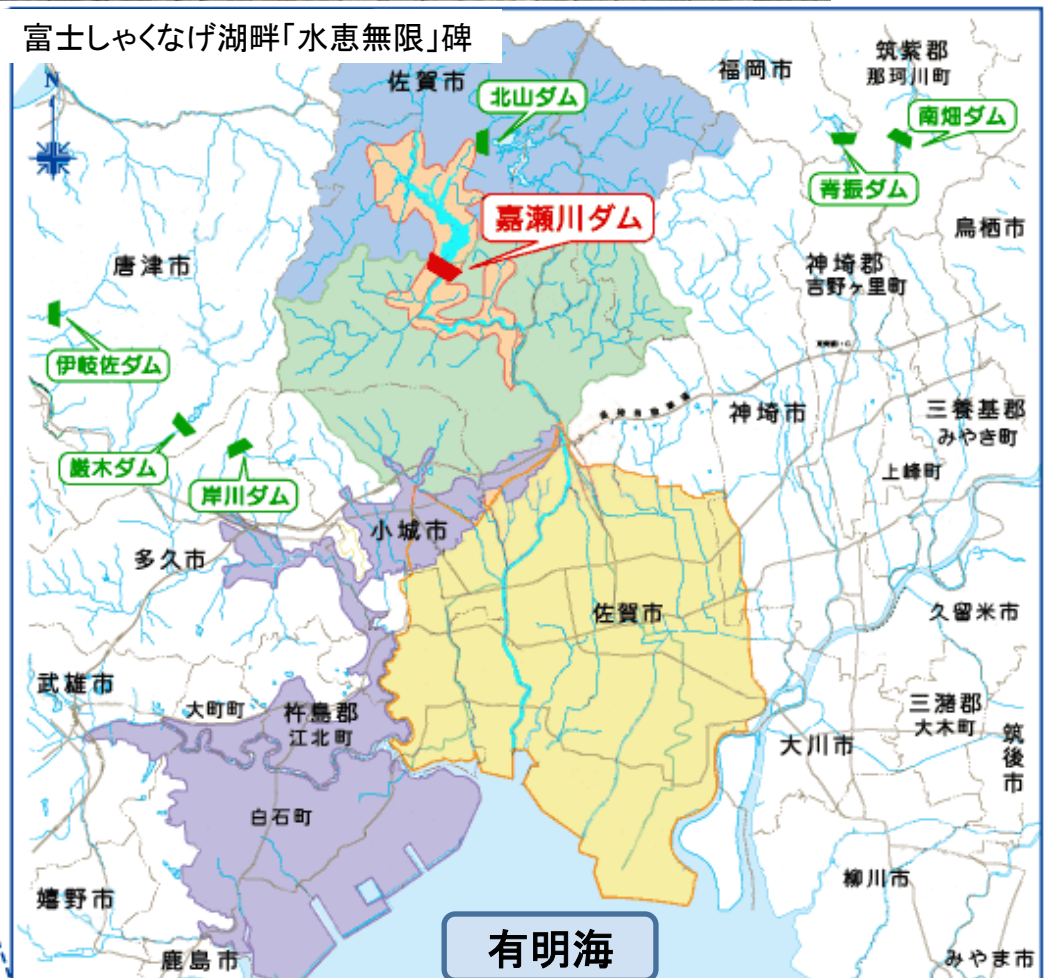 富士しゃくなげ湖畔「水恵無限」碑
N
佐賀市
北山ダム
福岡市
筑紫郡
那珂川町
南畑ダム
脊振ダム
嘉瀬川ダム
鳥栖市
唐津市
神埼郡
吉野ヶ里町
伊岐佐ダム
神埼市
三養基郡
みやき町
厳木ダム
岸川ダム
上峰町
小城市
多久市
佐賀市
久留米市
武雄市
大町町
杵島郡
江北町
三潴郡
大木町
筑後市
大川市
白石町
嬉野市
柳川市
有明海
鹿島市
みやま市